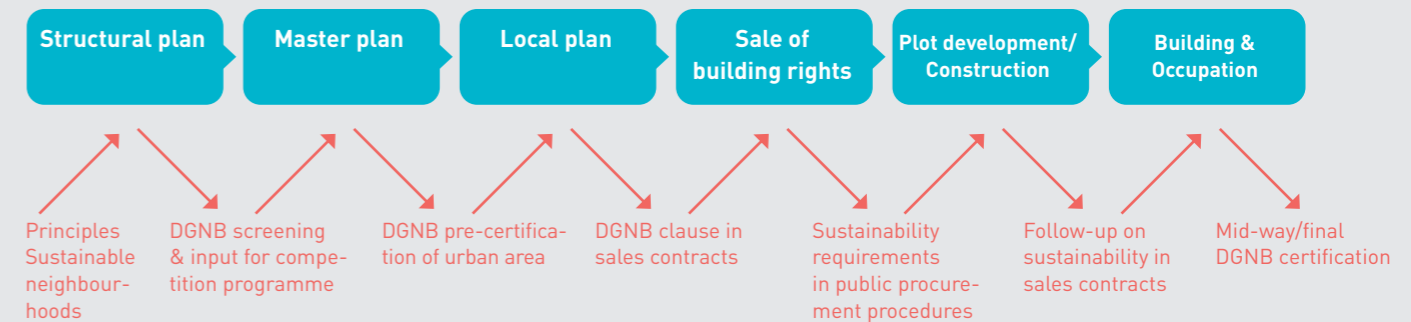 Structural plan
Master plan
Local plan
Sale of
building rights
Plot development/
Construction
Building &
Occupation
Principles
Sustainable
neighbour-
hoods
DGNB screening
& input for compe-
tition programme
DGNB pre-certifica-
tion of urban area
DGNB clause in
sales contracts
Sustainability
requirements
in public procure-
ment procedures
Follow-up on
sustainability in
sales contracts
Mid-way/final
DGNB certification